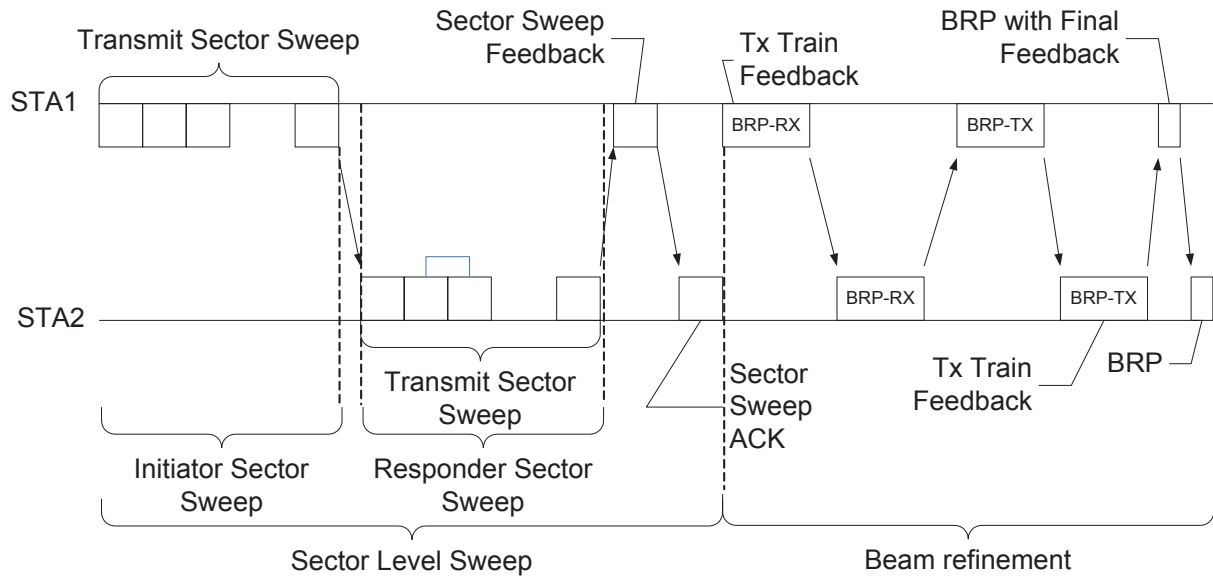 Transmit Sector Sweep
Sector Sweep
Feedback
Tx Train
Feedback
BRP with Final
Feedback
STA1
BRP-RX
BRP-TX
BRP-RX
BRP-TX
STA2
Transmit Sector
Sweep
Sector
Sweep
ACK
Tx Train
Feedback
BRP
Initiator Sector
Sweep
Responder Sector
Sweep
Sector Level Sweep
Beam refinement